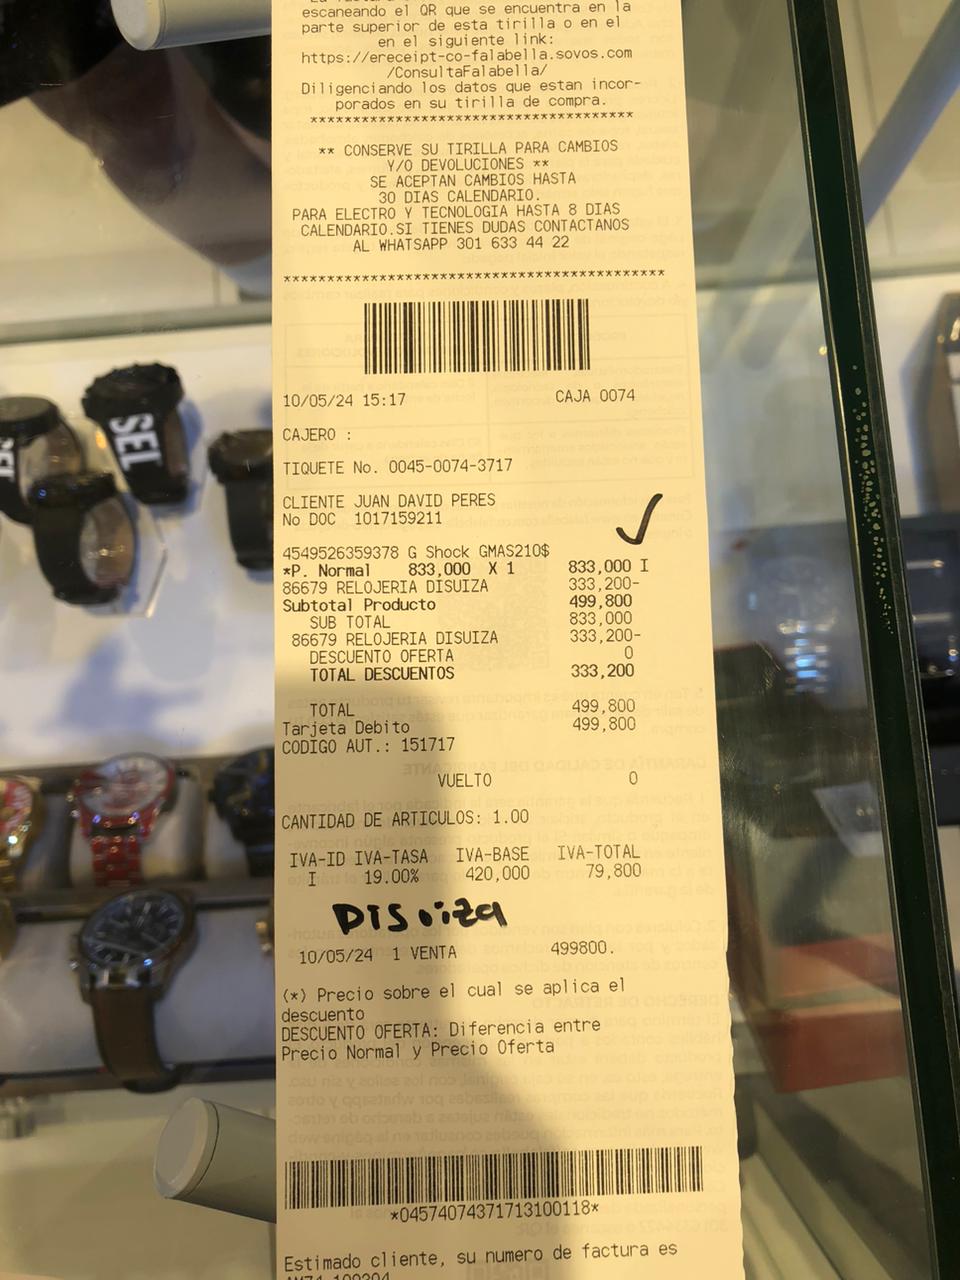 escaneando el QR que se encuentra en la
parte superior de esta tirilla o en el
en el siguiente link:
https://ereceipt-co-falabella.sovos.com
/ConsultaFalabella/
Diligenciando los datos que estan incor-
porados en su tirilla de compra.
**************************************
** CONSERVE SU TIRILLA PARA CAMBIOS
Y/O DEVOLUCIONES **
SE ACEPTAN CAMBIOS HASTA
30 DIAS CALENDARIO.
PARA ELECTRO Y TECNOLOGIA HASTA 8 DIAS
CALENDARIO.SI TIENES DUDAS CONTACTANOS
AL WHATSAPP 301 633 44 22
*********************************************
10/05/24 15:17 CAJA 0074
CAJERO :
TIQUETE No. 0045-0074-3717
CLIENTE JUAN DAVID PERES
No DOC 1017159211
4549526359378 G Shock GMAS210$
*P. Normal 833,000 X 1 833,000 I
86679 RELOJERIA DISUIZA 333,200-
Subtotal Producto 499,800
SUB TOTAL 833,000
86679 RELOJERIA DISUIZA 333,200-
DESCUENTO OFERTA 0
TOTAL DESCUENTOS 333,200
TOTAL 499,800
Tarjeta Debito 499,800
CODIGO AUT.: 151717
VUELTO 0
CANTIDAD DE ARTICULOS: 1.00
IVA-ID IVA-TASA IVA-BASE IVA-TOTAL
I 19.00% 420,000 79,800
DISuiza
10/05/24 1 VENTA 499800.
(*) Precio sobre el cual se aplica el
descuento
DESCUENTO OFERTA: Diferencia entre
Precio Normal y Precio Oferta
*04574074371713100118*
Estimado cliente, su numero de factura es